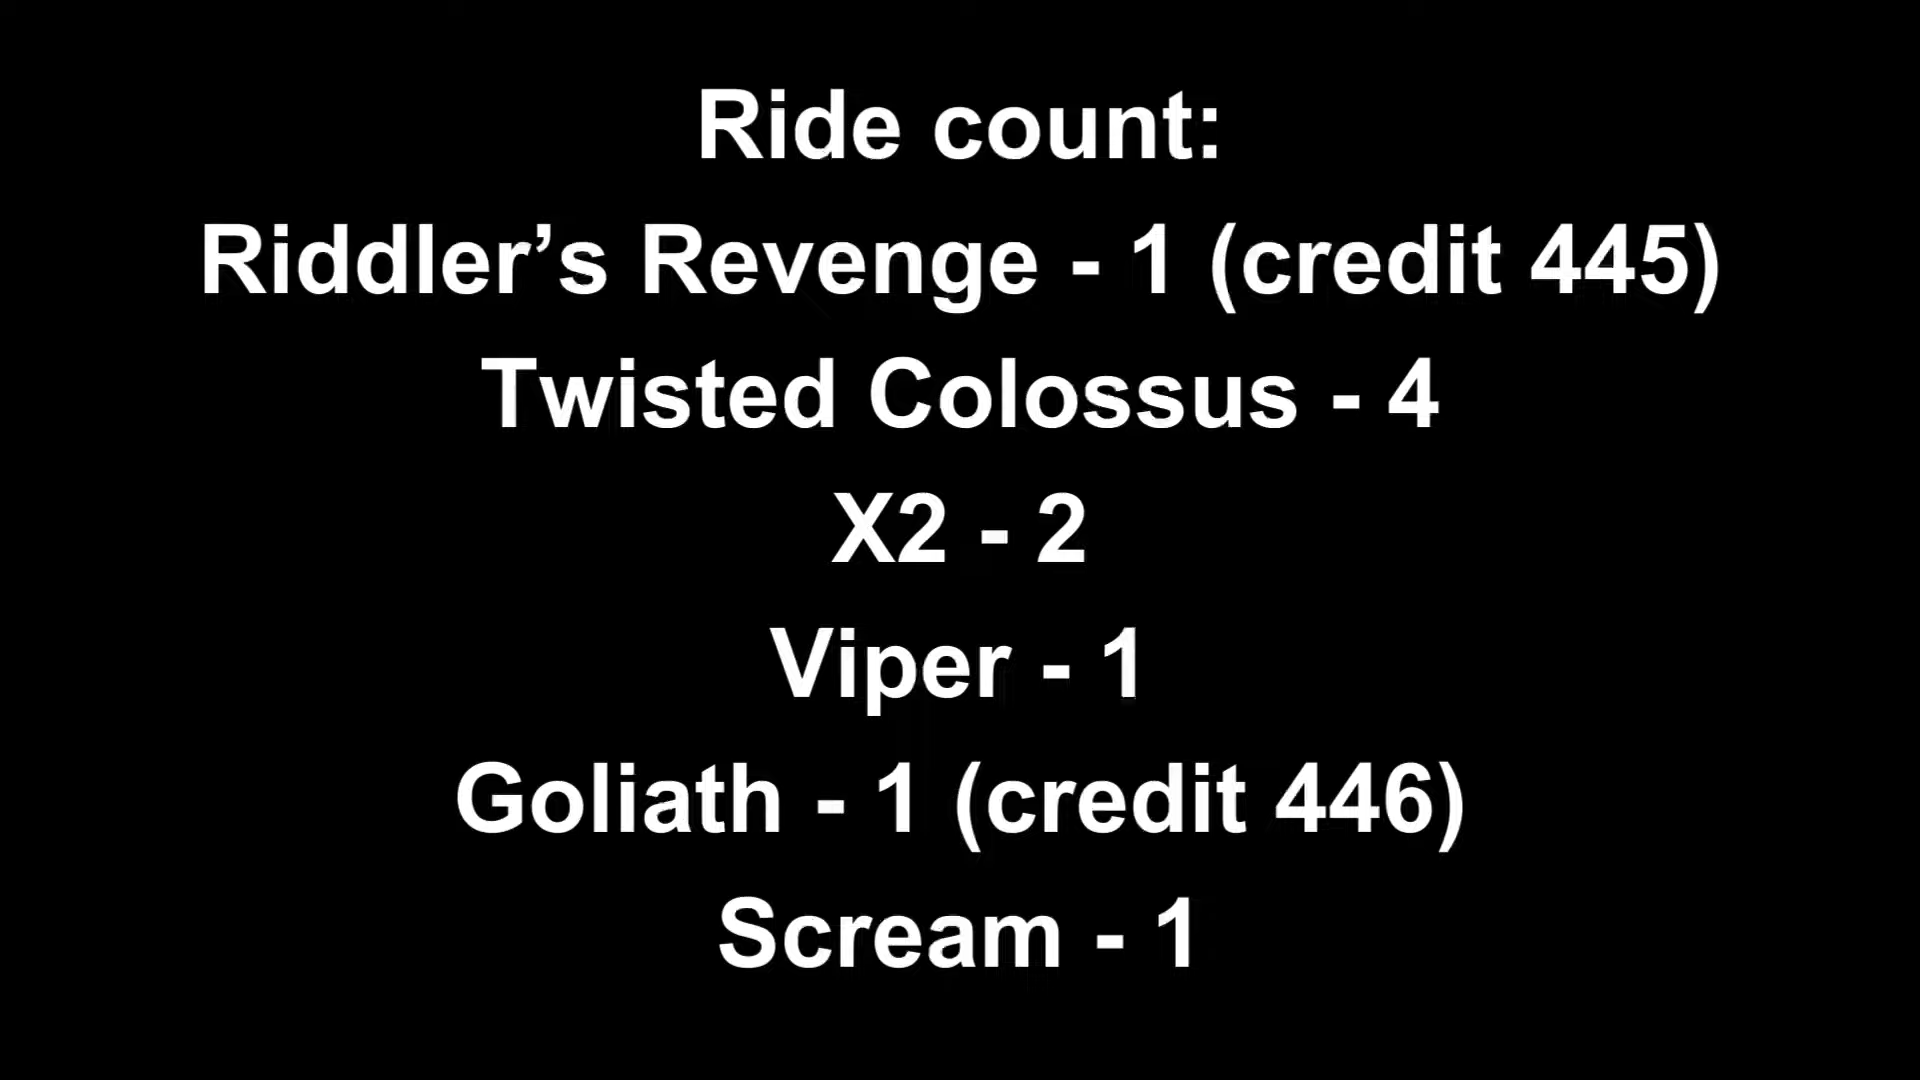 Ride count:
Riddler’s Revenge - 1 (credit 445)
Twisted Colossus - 4
X2 - 2
Viper - 1
Goliath - 1 (credit 446)
Scream - 1